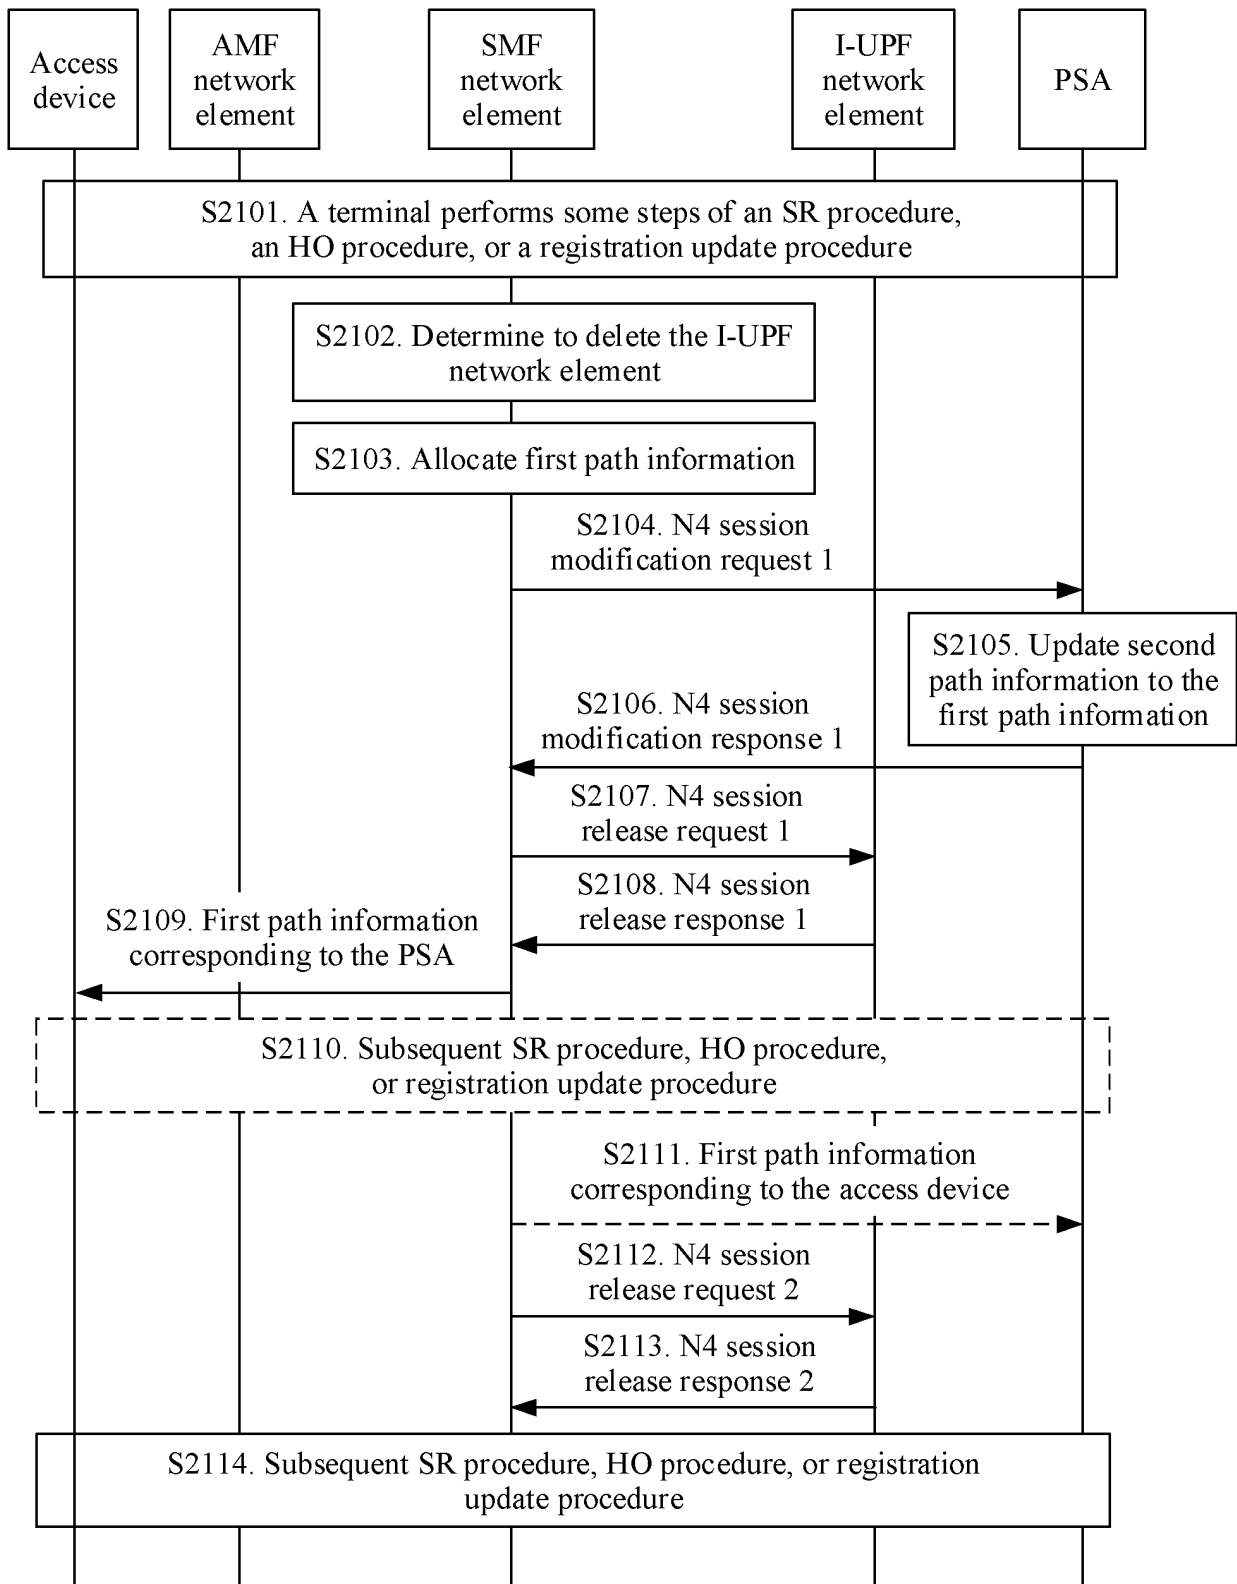 Access
device
AMF
network
element
SMF
network
element
I-UPF
network
element
PSA
S2101. A terminal performs some steps of an SR procedure,
an HO procedure, or a registration update procedure
S2102. Determine to delete the I-UPF
network element
S2103. Allocate first path information
S2104. N4 session
modification request 1
S2105. Update second
path information to the
first path information
S2106. N4 session
modification response 1
S2107. N4 session
release request 1
S2108. N4 session
release response 1
S2109. First path information
corresponding to the PSA
S2110. Subsequent SR procedure, HO procedure,
or registration update procedure
S2111. First path information
corresponding to the access device
S2112. N4 session
release request 2
S2113. N4 session
release response 2
S2114. Subsequent SR procedure, HO procedure, or registration
update procedure